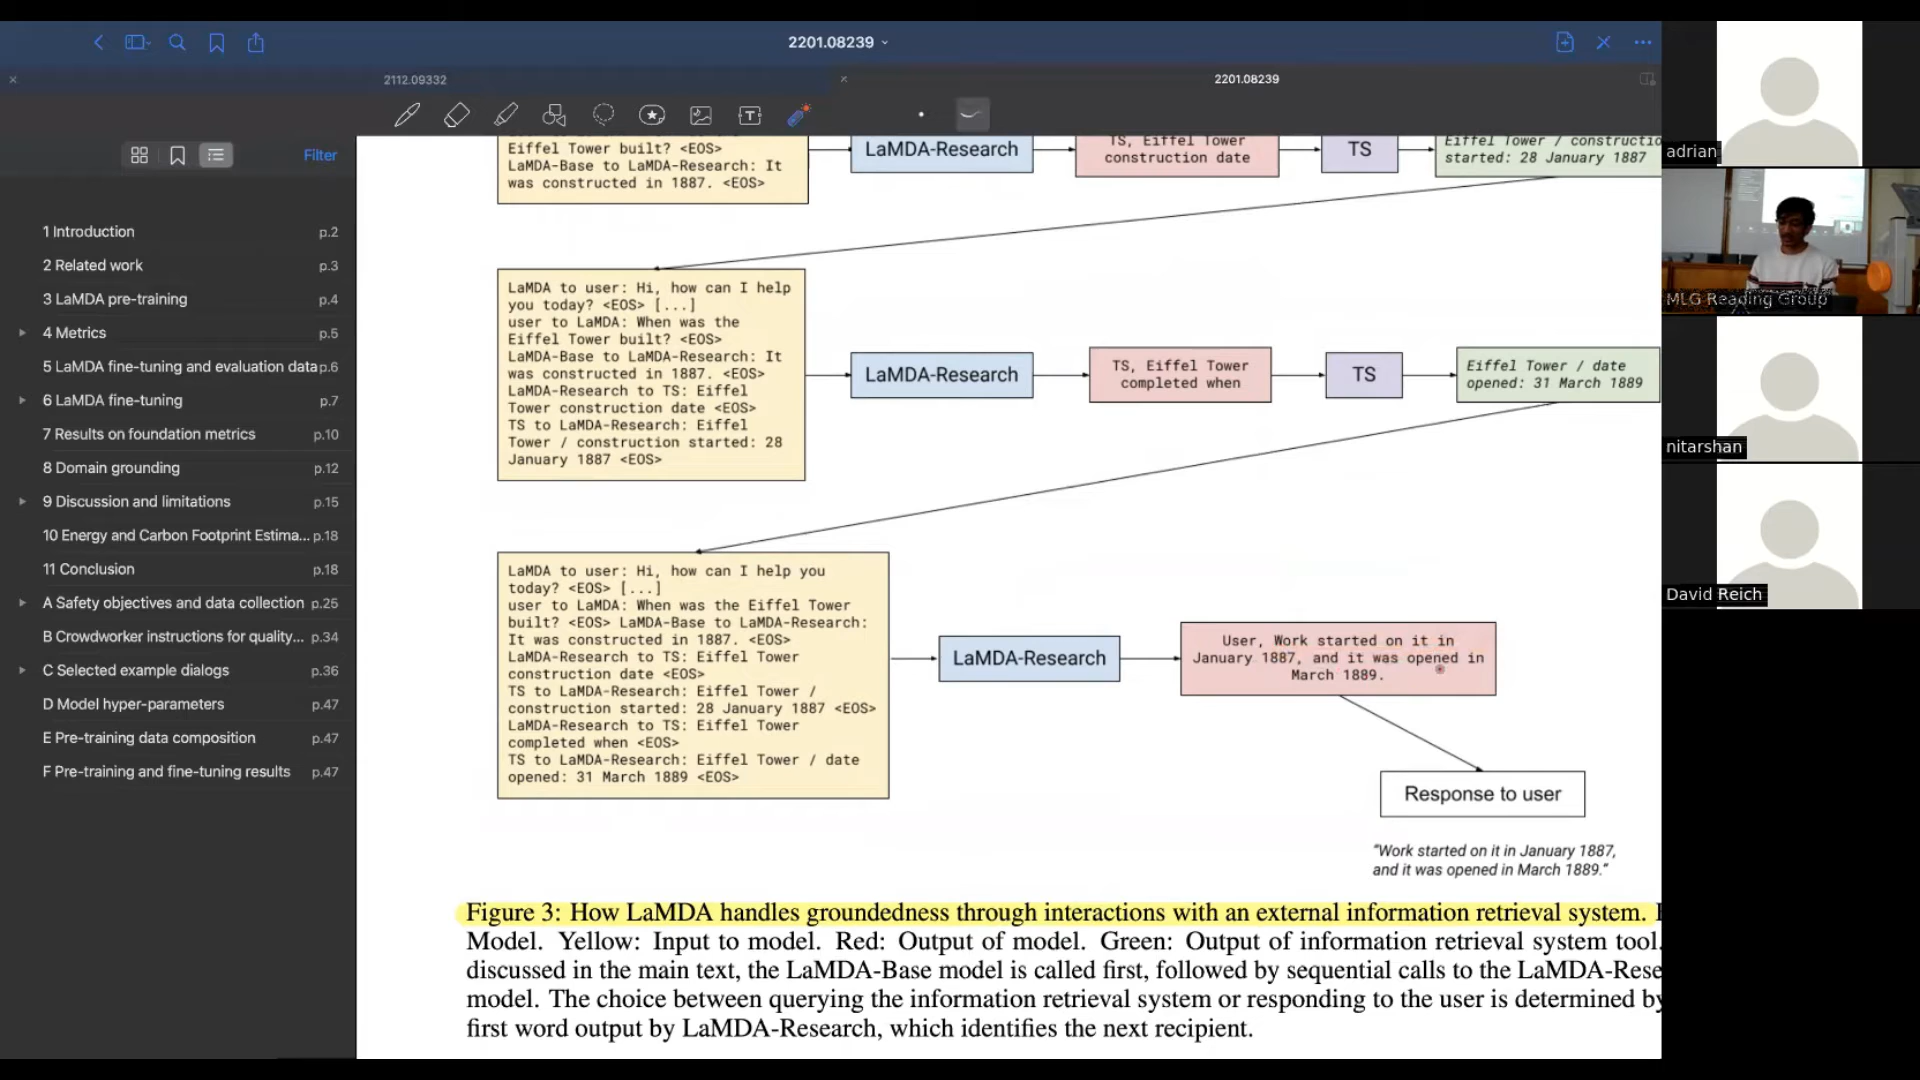 2201.08239
2112.09332
2201.08239
Filter
1 Introduction p.2
2 Related work p.3
3 LaMDA pre-training p.4
4 Metrics p.5
5 LaMDA fine-tuning and evaluation data p.6
6 LaMDA fine-tuning p.7
7 Results on foundation metrics p.10
8 Domain grounding p.12
9 Discussion and limitations p.15
10 Energy and Carbon Footprint Estima... p.18
11 Conclusion p.18
A Safety objectives and data collection p.25
B Crowdworker instructions for quality... p.34
C Selected example dialogs p.36
D Model hyper-parameters p.47
E Pre-training data composition p.47
F Pre-training and fine-tuning results p.47
Eiffel Tower built? <EOS>
LaMDA-Base to LaMDA-Research: It
was constructed in 1887. <EOS>
LaMDA-Research
TS, Eiffel Tower
construction date
TS
Eiffel Tower / constructio
started: 28 January 1887
LaMDA to user: Hi, how can I help
you today? <EOS> [...]
user to LaMDA: When was the
Eiffel Tower built? <EOS>
LaMDA-Base to LaMDA-Research: It
was constructed in 1887. <EOS>
LaMDA-Research to TS: Eiffel
Tower construction date <EOS>
TS to LaMDA-Research: Eiffel
Tower / construction started: 28
January 1887 <EOS>
LaMDA-Research
TS, Eiffel Tower
completed when
TS
Eiffel Tower / date
opened: 31 March 1889
LaMDA to user: Hi, how can I help you
today? <EOS> [...]
user to LaMDA: When was the Eiffel Tower
built? <EOS> LaMDA-Base to LaMDA-Research:
It was constructed in 1887. <EOS>
LaMDA-Research to TS: Eiffel Tower
construction date <EOS>
TS to LaMDA-Research: Eiffel Tower /
construction started: 28 January 1887 <EOS>
LaMDA-Research to TS: Eiffel Tower
completed when <EOS>
TS to LaMDA-Research: Eiffel Tower / date
opened: 31 March 1889 <EOS>
LaMDA-Research
User, Work started on it in
January 1887, and it was opened in
March 1889.
Response to user
"Work started on it in January 1887,
and it was opened in March 1889."
Figure 3: How LaMDA handles groundedness through interactions with an external information retrieval system.
Model. Yellow: Input to model. Red: Output of model. Green: Output of information retrieval system tool.
discussed in the main text, the LaMDA-Base model is called first, followed by sequential calls to the LaMDA-Rese
model. The choice between querying the information retrieval system or responding to the user is determined by
first word output by LaMDA-Research, which identifies the next recipient.
adrian
MLG Reading Group
nitarshan
David Reich